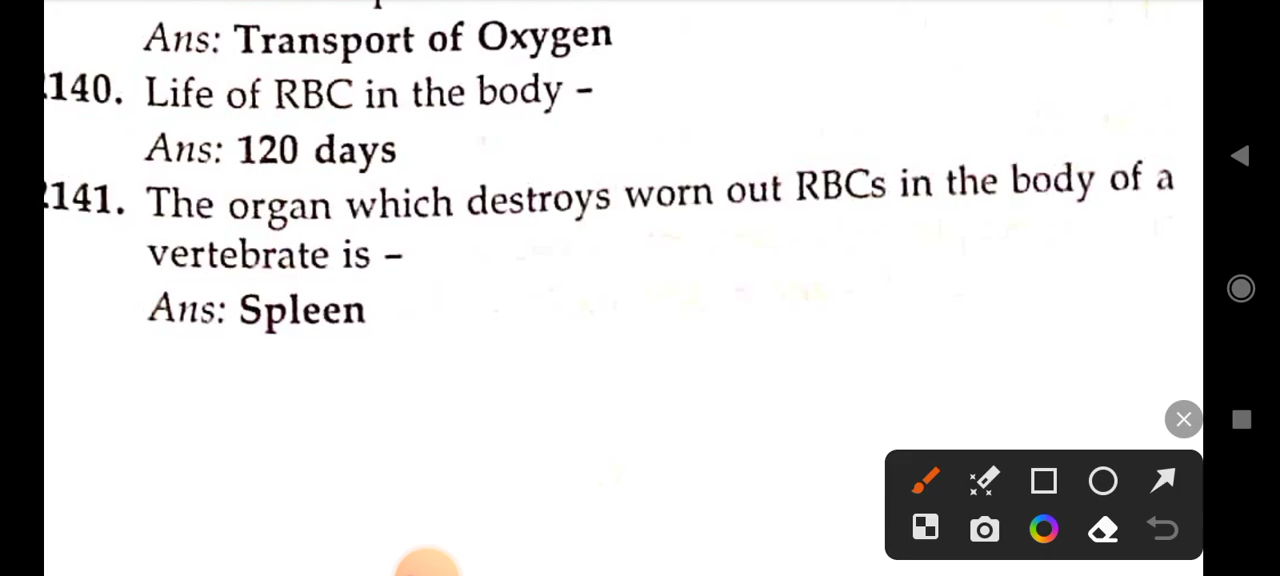 Ans: Transport of Oxygen
140. Life of RBC in the body –
Ans: 120 days
141. The organ which destroys worn out RBCs in the body of a
vertebrate is –
Ans: Spleen